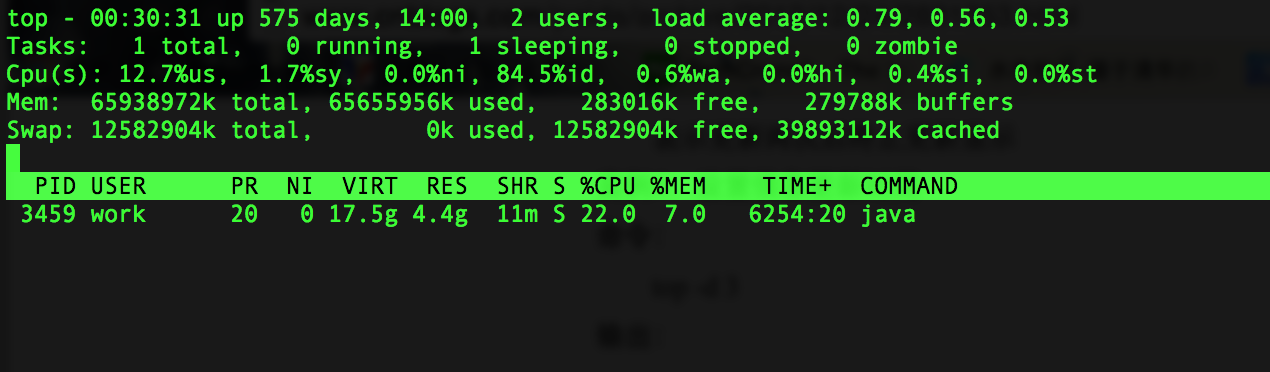 top - 00:30:31 up 575 days, 14:00,  2 users,  load average: 0.79, 0.56, 0.53
Tasks:   1 total,   0 running,   1 sleeping,   0 stopped,   0 zombie
Cpu(s): 12.7%us,  1.7%sy,  0.0%ni, 84.5%id,  0.6%wa,  0.0%hi,  0.4%si,  0.0%st
Mem:  65938972k total, 65655956k used,   283016k free,   279788k buffers
Swap: 12582904k total,        0k used, 12582904k free, 39893112k cached
  PID USER      PR  NI  VIRT  RES  SHR S %CPU %MEM    TIME+  COMMAND
 3459 work      20   0 17.5g 4.4g  11m S 22.0  7.0   6254:20 java